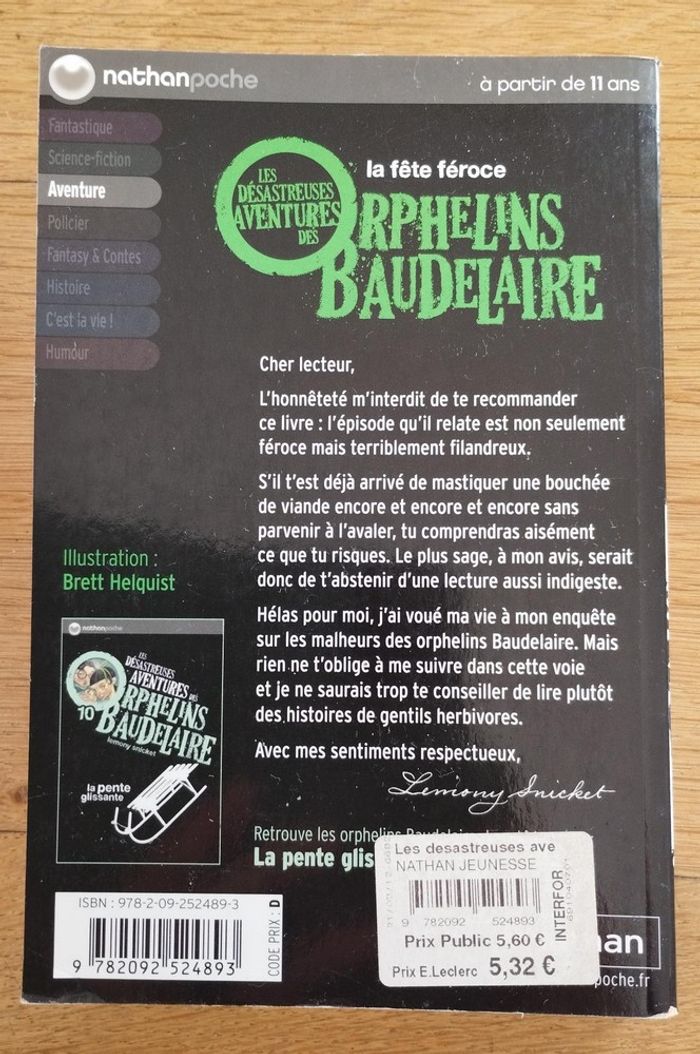 nathanpoche
à partir de 11 ans
Fantastique
Science-fiction
Aventure
Policier
Fantasy & Contes
Histoire
C'est la vie !
Humour
la fête féroce
LES
DÉSASTREUSES
AVENTURES
DES
ORPHELINS
BAUDELAIRE
Cher lecteur,
L'honnêteté m'interdit de te recommander
ce livre : l'épisode qu'il relate est non seulement
féroce mais terriblement filandreux.
S'il t'est déjà arrivé de mastiquer une bouchée
de viande encore et encore et encore sans
parvenir à l'avaler, tu comprendras aisément
ce que tu risques. Le plus sage, à mon avis, serait
donc de t'abstenir d'une lecture aussi indigeste.
Hélas pour moi, j'ai voué ma vie à mon enquête
sur les malheurs des orphelins Baudelaire. Mais
rien ne t'oblige à me suivre dans cette voie
et je ne saurais trop te conseiller de lire plutôt
des histoires de gentils herbivores.
Avec mes sentiments respectueux,
Lemony Snicket
Illustration :
Brett Helquist
nathanpoche
LES
DÉSASTREUSES
AVENTURES DES
ORPHELINS
BAUDELAIRE
10
lemony snicket
la pente
glissante
Retrouve les orphelins
La pente glis
ISBN : 978-2-09-252489-3
9 782092 524893
CODE PRIX : D
Les desastreuses ave
NATHAN JEUNESSE
9 782092 524893
INTERFOR
Prix Public 5,60 €
Prix E.Leclerc 5,32 €
han
poche.fr